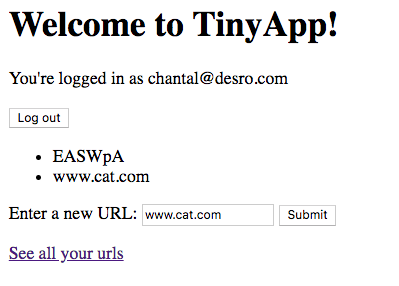 Welcome to TinyApp!
You're logged in as chantal@desro.com
Log out
EASWpA
www.cat.com
Enter a new URL: www.cat.com Submit
See all your urls